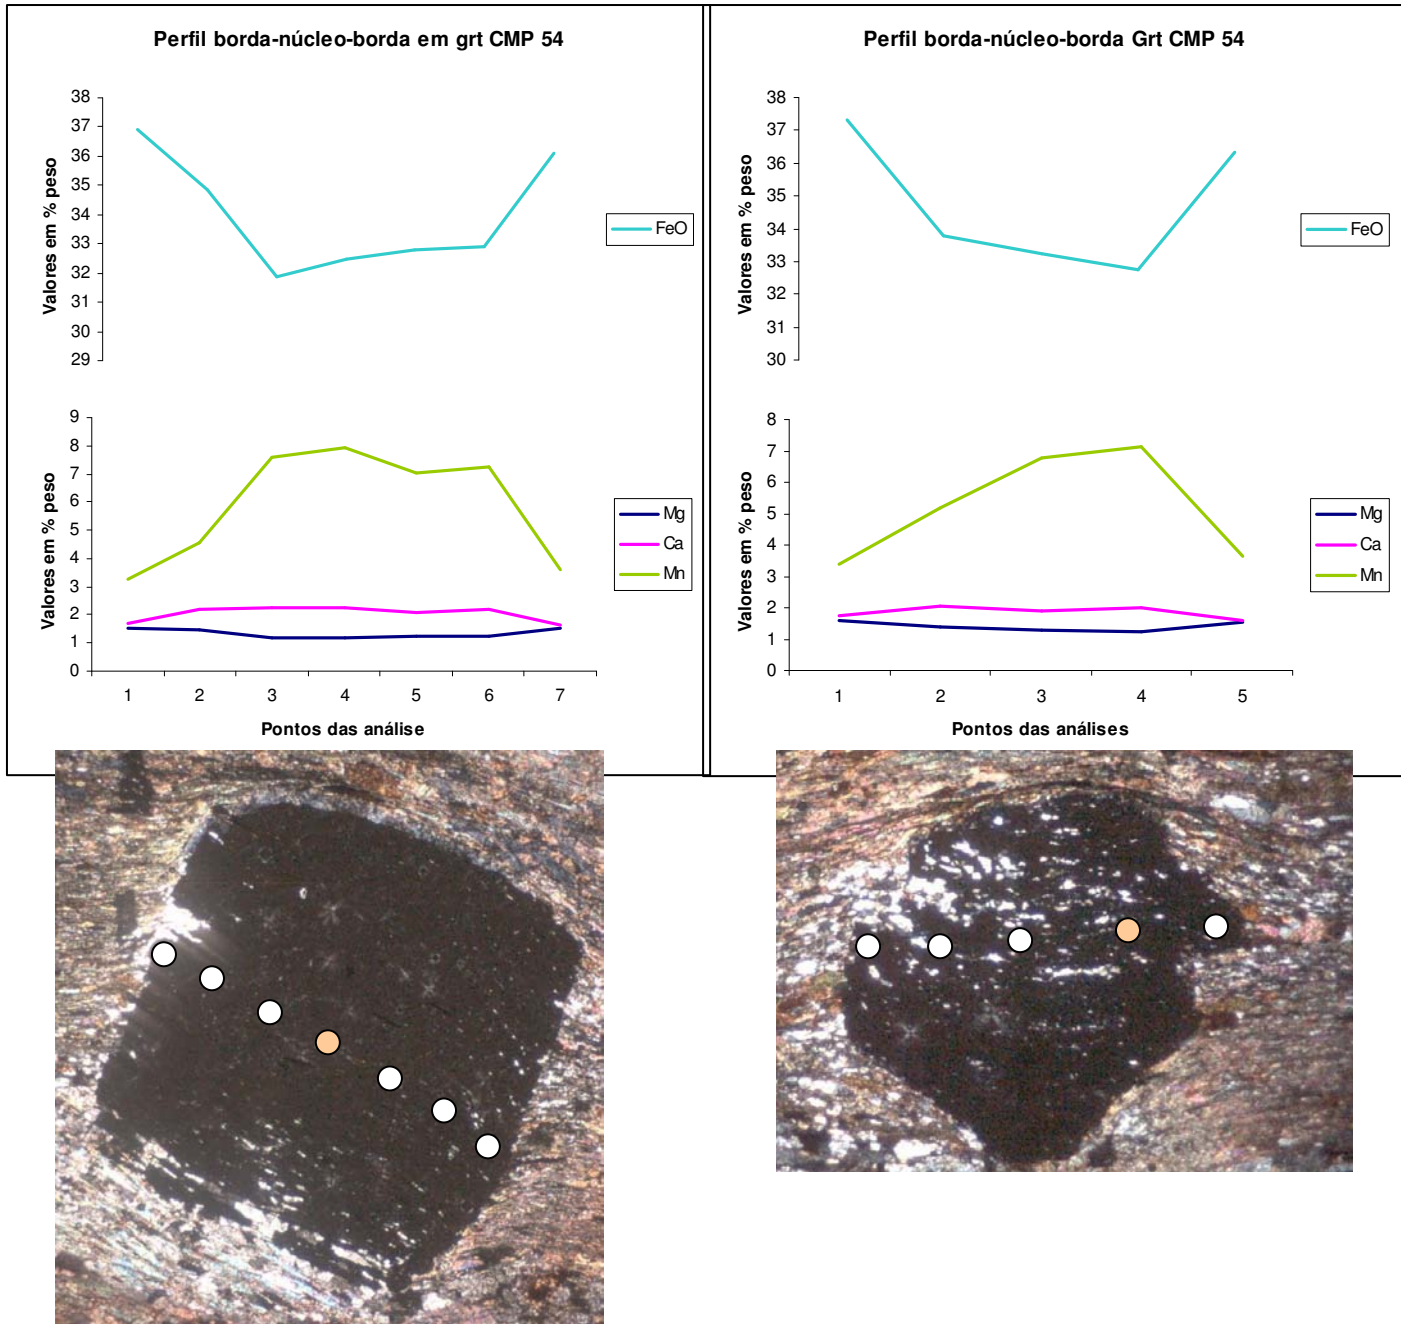 Perfil borda-núcleo-borda em grt CMP 54
38
37
36
35
34
33
32
31
30
29
Valores em % peso
FeO
9
8
7
6
5
4
3
2
1
0
Valores em % peso
Mg
Ca
Mn
1 2 3 4 5 6 7
Pontos das análise
Perfil borda-núcleo-borda Grt CMP 54
38
37
36
35
34
33
32
31
30
Valores em % peso
FeO
8
7
6
5
4
3
2
1
0
Valores em % peso
Mg
Ca
Mn
1 2 3 4 5
Pontos das análises